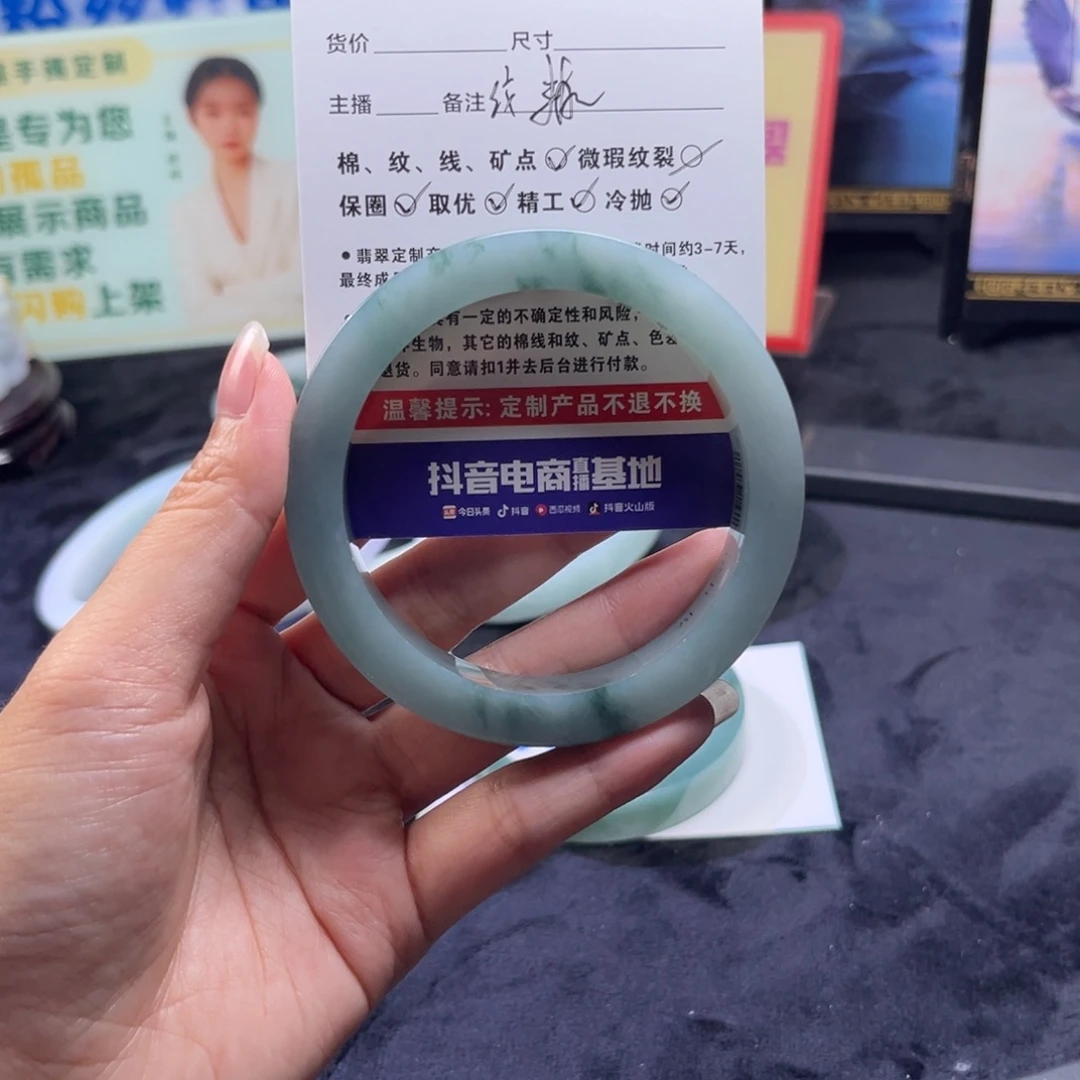 货价 尺寸
主播 备注 线
棉、纹、线、矿点 微瑕纹裂
保圈 取优 精工 冷抛
翡翠定制 时间约3-7天,
最终成
有一定的不确定性和风险,
生物,其它的棉线和纹、矿点、色
退货。同意请扣1并去后台进行付款。
温馨提示: 定制产品不退不换
抖音电商直播基地
今日头条 抖音 西瓜视频 抖音火山版
手镯定制
是专为您
孤品
展示商品
有需求
闪购上架